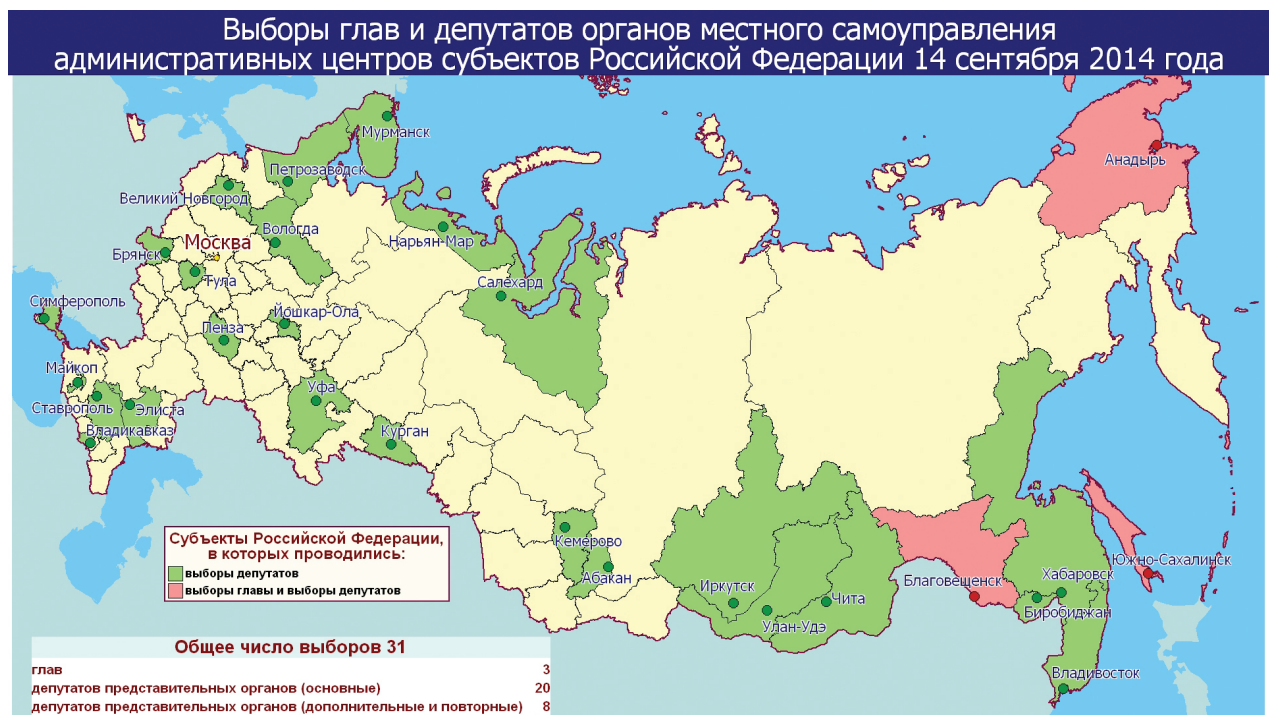 Выборы глав и депутатов органов местного самоуправления
административных центров субъектов Российской Федерации 14 сентября 2014 года
Мурманск
Анадырь
Петрозаводск
Великий Новгород
Вологда
Нарьян-Мар
Москва
Брянск
Тула
Салехард
Симферополь
Йошкар-Ола
Пенза
Майкоп
Уфа
Ставрополь
Элиста
Владикавказ
Курган
Кемерово
Абакан
Иркутск
Улан-Удэ
Чита
Благовещенск
Южно-Сахалинск
Хабаровск
Биробиджан
Владивосток
Субъекты Российской Федерации,
в которых проводились:
выборы депутатов
выборы главы и выборы депутатов
Общее число выборов 31
глав 3
депутатов представительных органов (основные) 20
депутатов представительных органов (дополнительные и повторные) 8